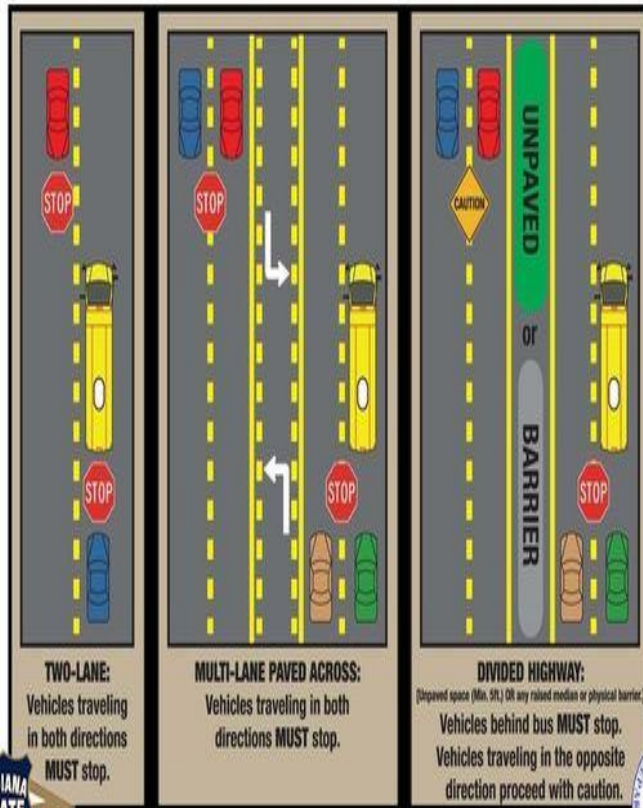 STOP
STOP
TWO-LANE:
Vehicles traveling
in both directions
MUST stop.
STOP
STOP
MULTI-LANE PAVED ACROSS:
Vehicles traveling in both
directions MUST stop.
CAUTION
UNPAVED
or
BARRIER
STOP
DIVIDED HIGHWAY:
[Unpaved space (Min. 5ft.) OR any raised median or physical barrier.]
Vehicles behind bus MUST stop.
Vehicles traveling in the opposite
direction proceed with caution.
IANA
ATE